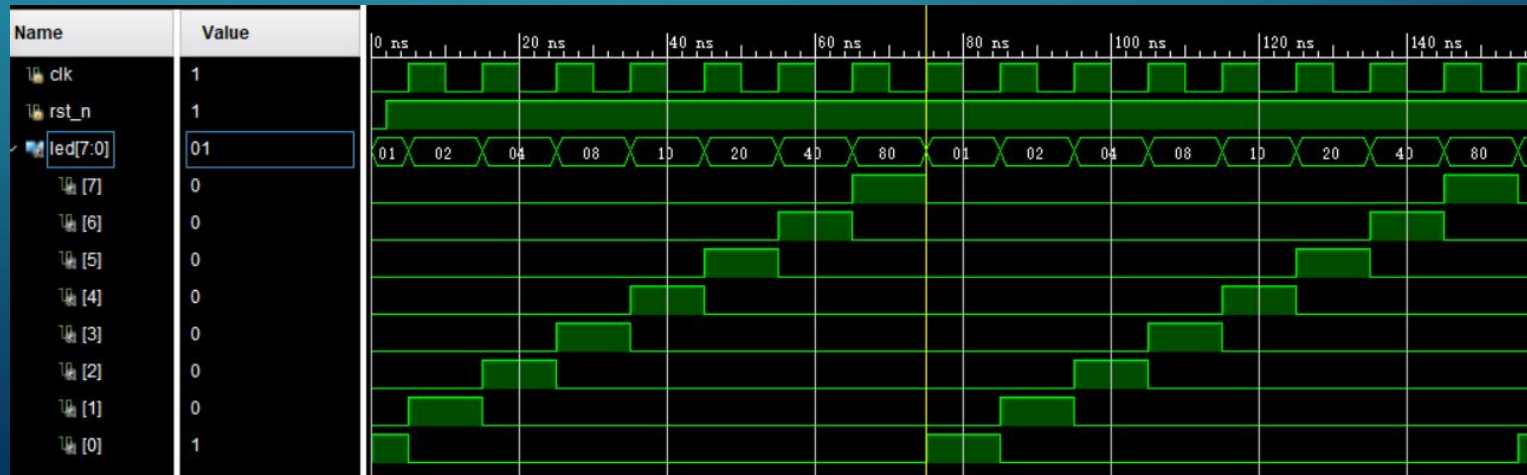 Name Value
0 ns 20 ns 40 ns 60 ns 80 ns 100 ns 120 ns 140 ns
clk 1
rst_n 1
led[7:0] 01 01 02 04 08 10 20 40 80 01 02 04 08 10 20 40 80
[7] 0
[6] 0
[5] 0
[4] 0
[3] 0
[2] 0
[1] 0
[0] 1